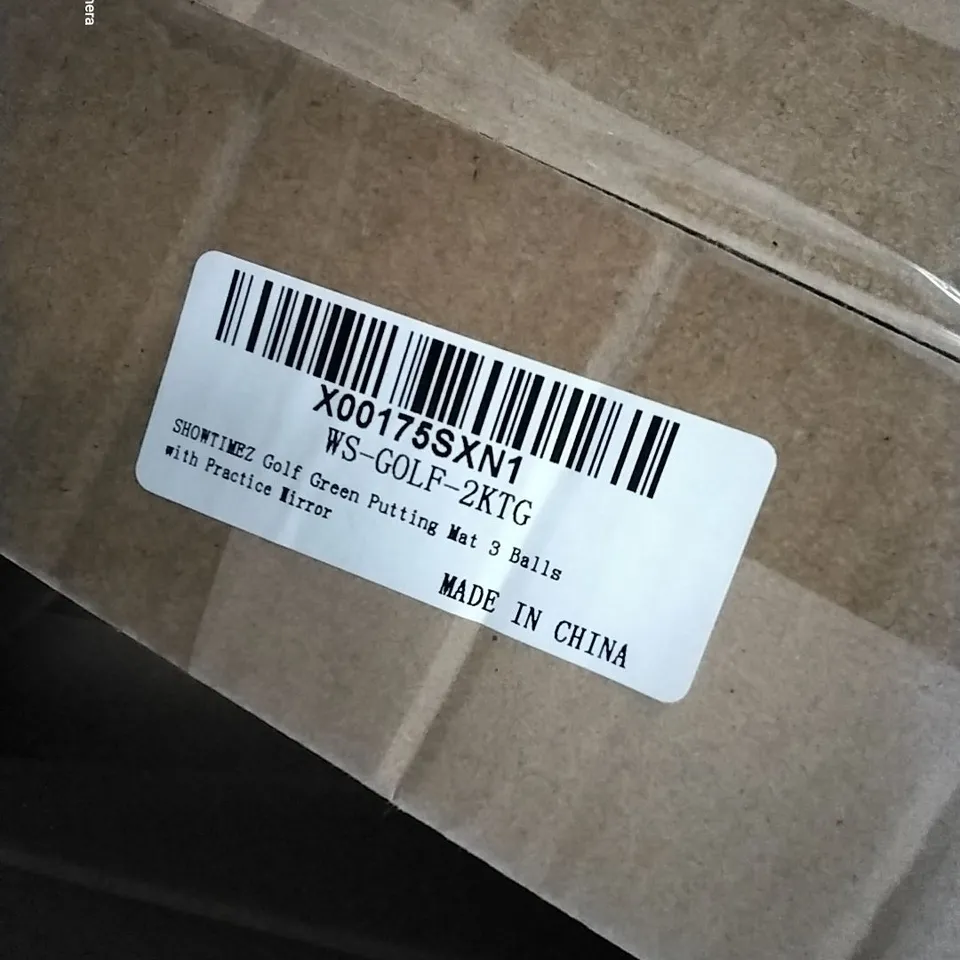 X00175SXN1
WS-GOLF-2KTG
SHOWTIMEZ Golf Green Putting Mat 3 Balls
with Practice Mirror
MADE IN CHINA